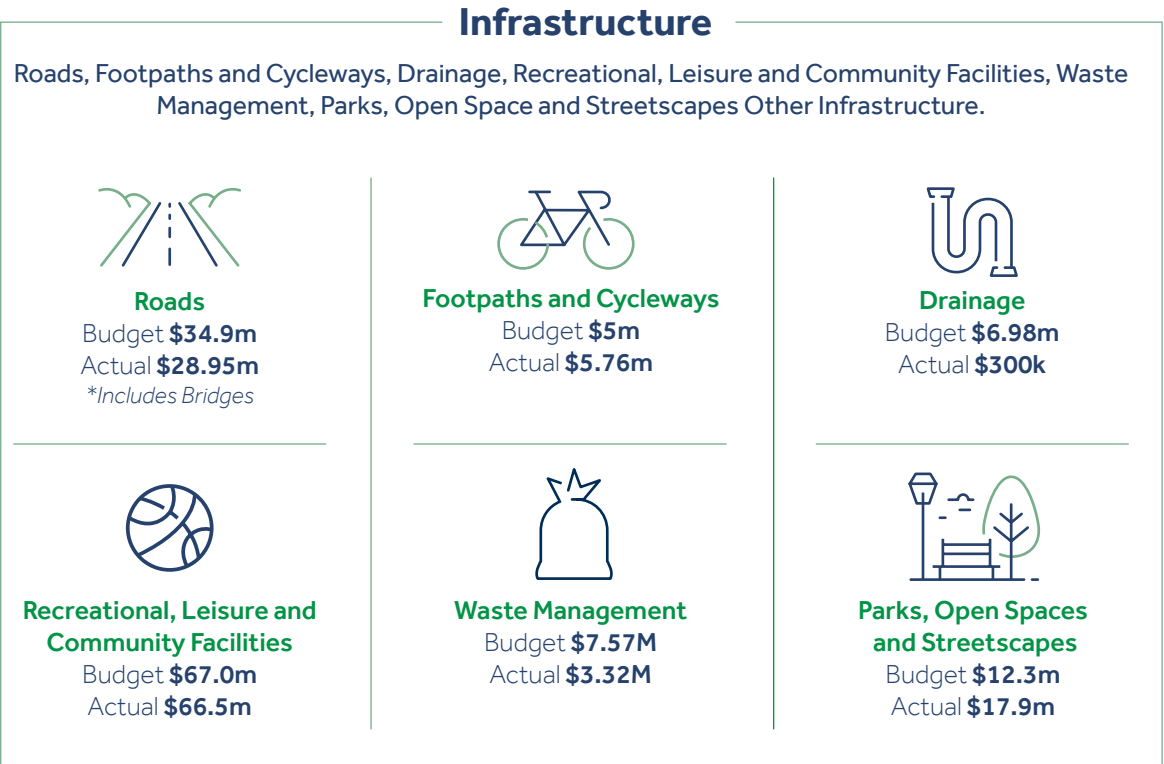 Infrastructure
Roads, Footpaths and Cycleways, Drainage, Recreational, Leisure and Community Facilities, Waste
Management, Parks, Open Space and Streetscapes Other Infrastructure.
Roads
Budget $34.9m
Actual $28.95m
*Includes Bridges
Footpaths and Cycleways
Budget $5m
Actual $5.76m
Drainage
Budget $6.98m
Actual $300k
Recreational, Leisure and
Community Facilities
Budget $67.0m
Actual $66.5m
Waste Management
Budget $7.57M
Actual $3.32M
Parks, Open Spaces
and Streetscapes
Budget $12.3m
Actual $17.9m